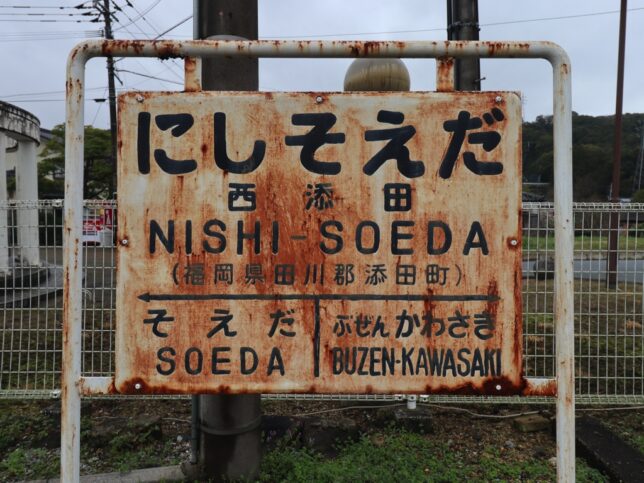 にしそえだ
西添田
NISHI-SOEDA
(福岡県田川郡添田町)
そえだ ぶぜんかわさき
SOEDA BUZEN-KAWASAKI